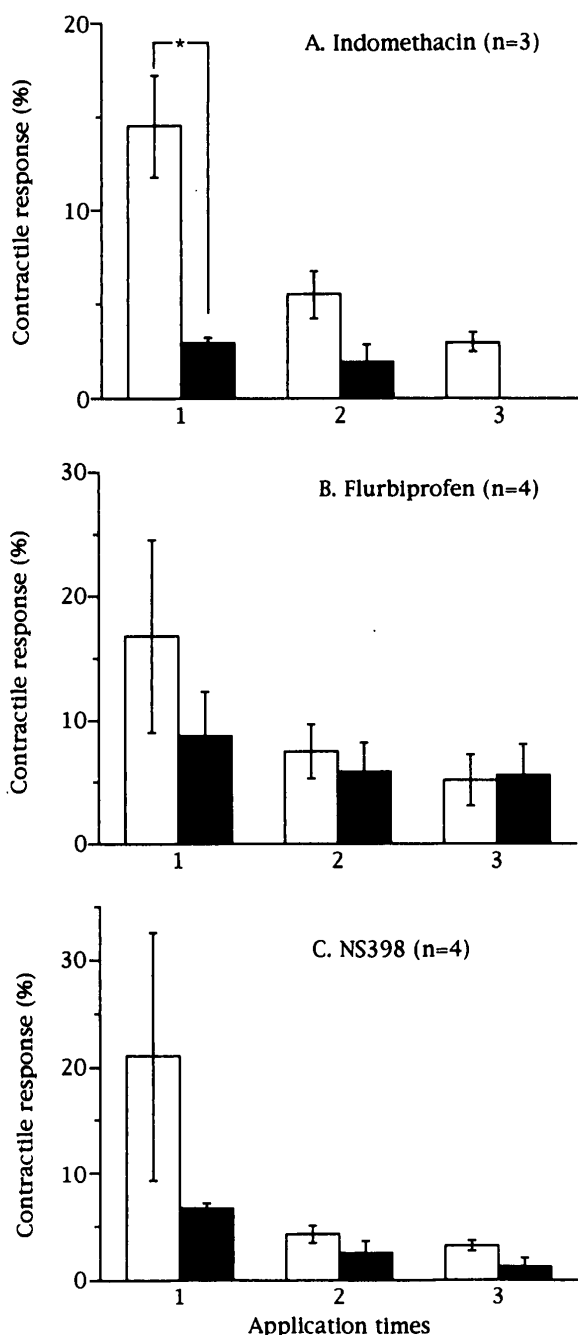 A. Indomethacin (n=3)
Contractile response (%)
20
10
0
*
1 2 3
B. Flurbiprofen (n=4)
Contractile response (%)
30
20
10
0
1 2 3
C. NS398 (n=4)
Contractile response (%)
30
20
10
0
1 2 3
Application times